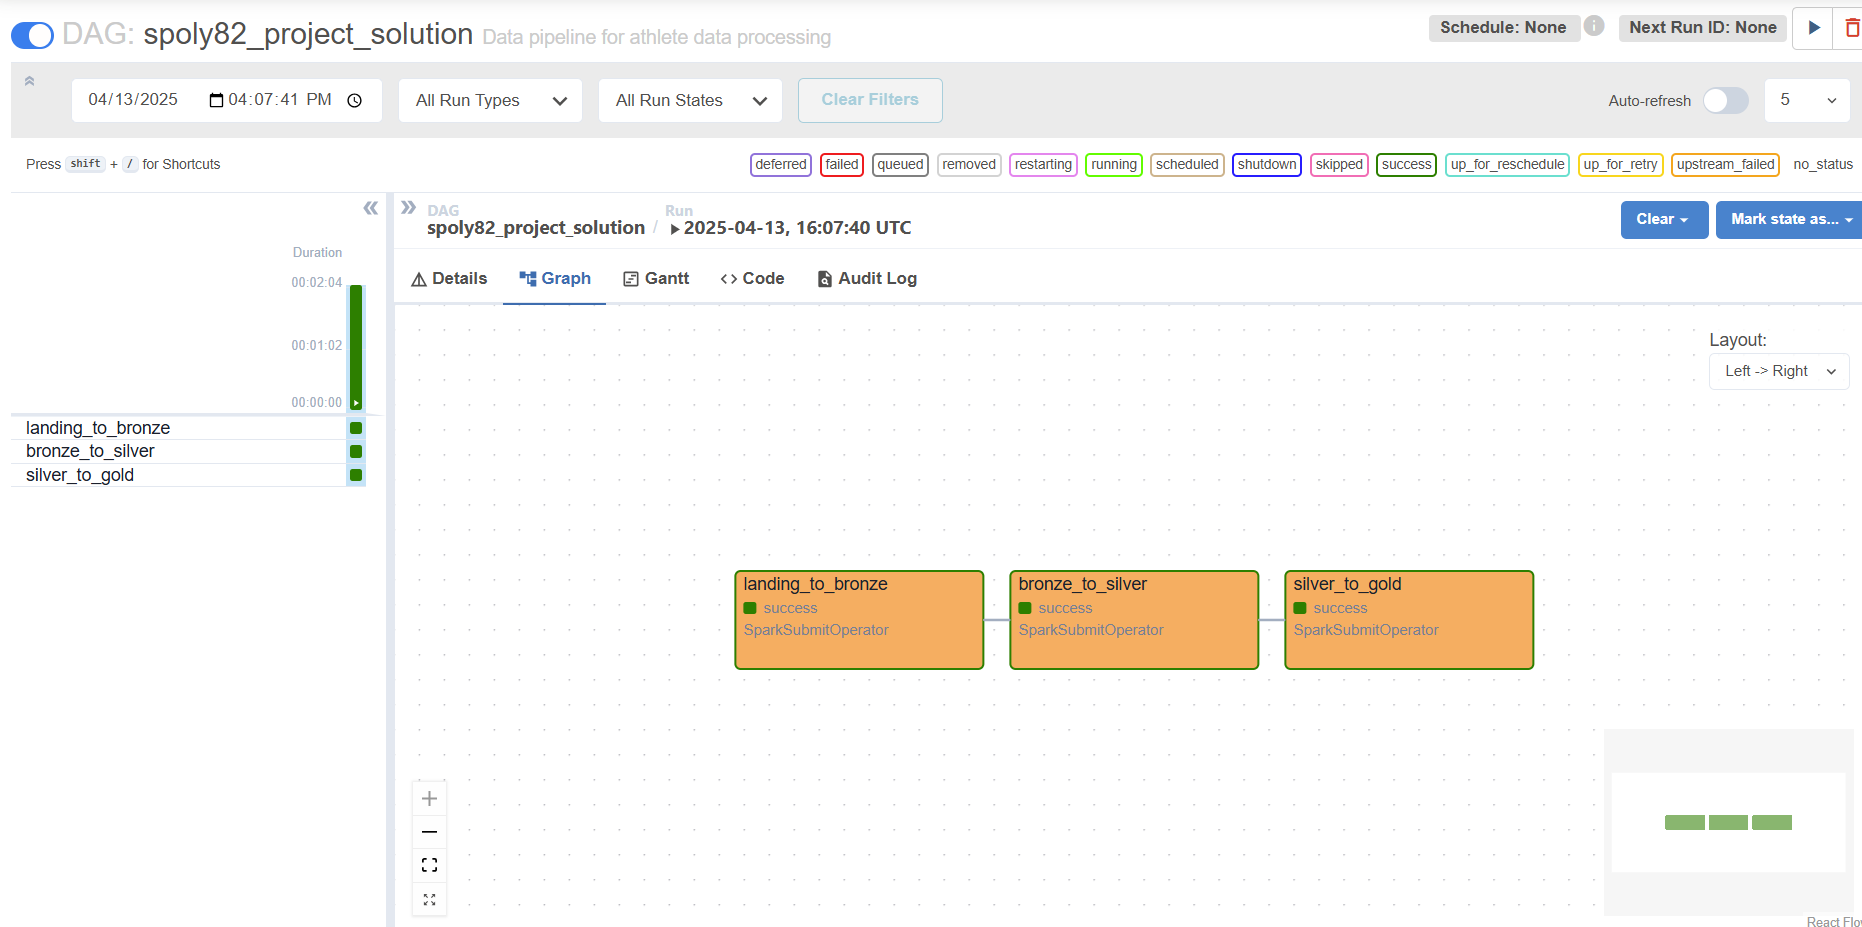 DAG: spoly82_project_solution Data pipeline for athlete data processing
Schedule: None
Next Run ID: None
04/13/2025 04:07:41 PM
All Run Types
All Run States
Clear Filters
Auto-refresh
5
Press shift + / for Shortcuts
deferred failed queued removed restarting running scheduled shutdown skipped success up_for_reschedule up_for_retry upstream_failed no_status
DAG
spoly82_project_solution
/
Run
2025-04-13, 16:07:40 UTC
Clear
Mark state as...
Duration
00:02:04
00:01:02
00:00:00
landing_to_bronze
bronze_to_silver
silver_to_gold
Details
Graph
Gantt
Code
Audit Log
Layout:
Left -> Right
landing_to_bronze
success
SparkSubmitOperator
bronze_to_silver
success
SparkSubmitOperator
silver_to_gold
success
SparkSubmitOperator
React Flo